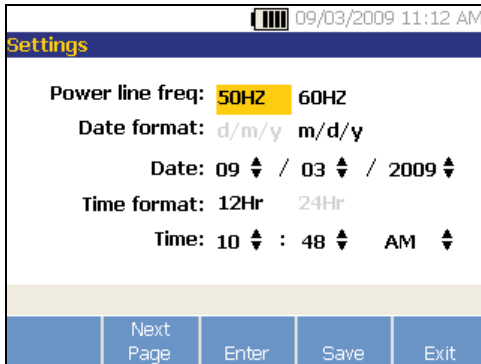 09/03/2009 11:12 AM
Settings
Power line freq: 50HZ 60HZ
Date format: d/m/y m/d/y
Date: 09 / 03 / 2009
Time format: 12Hr 24Hr
Time: 10 : 48 AM
Next Page Enter Save Exit